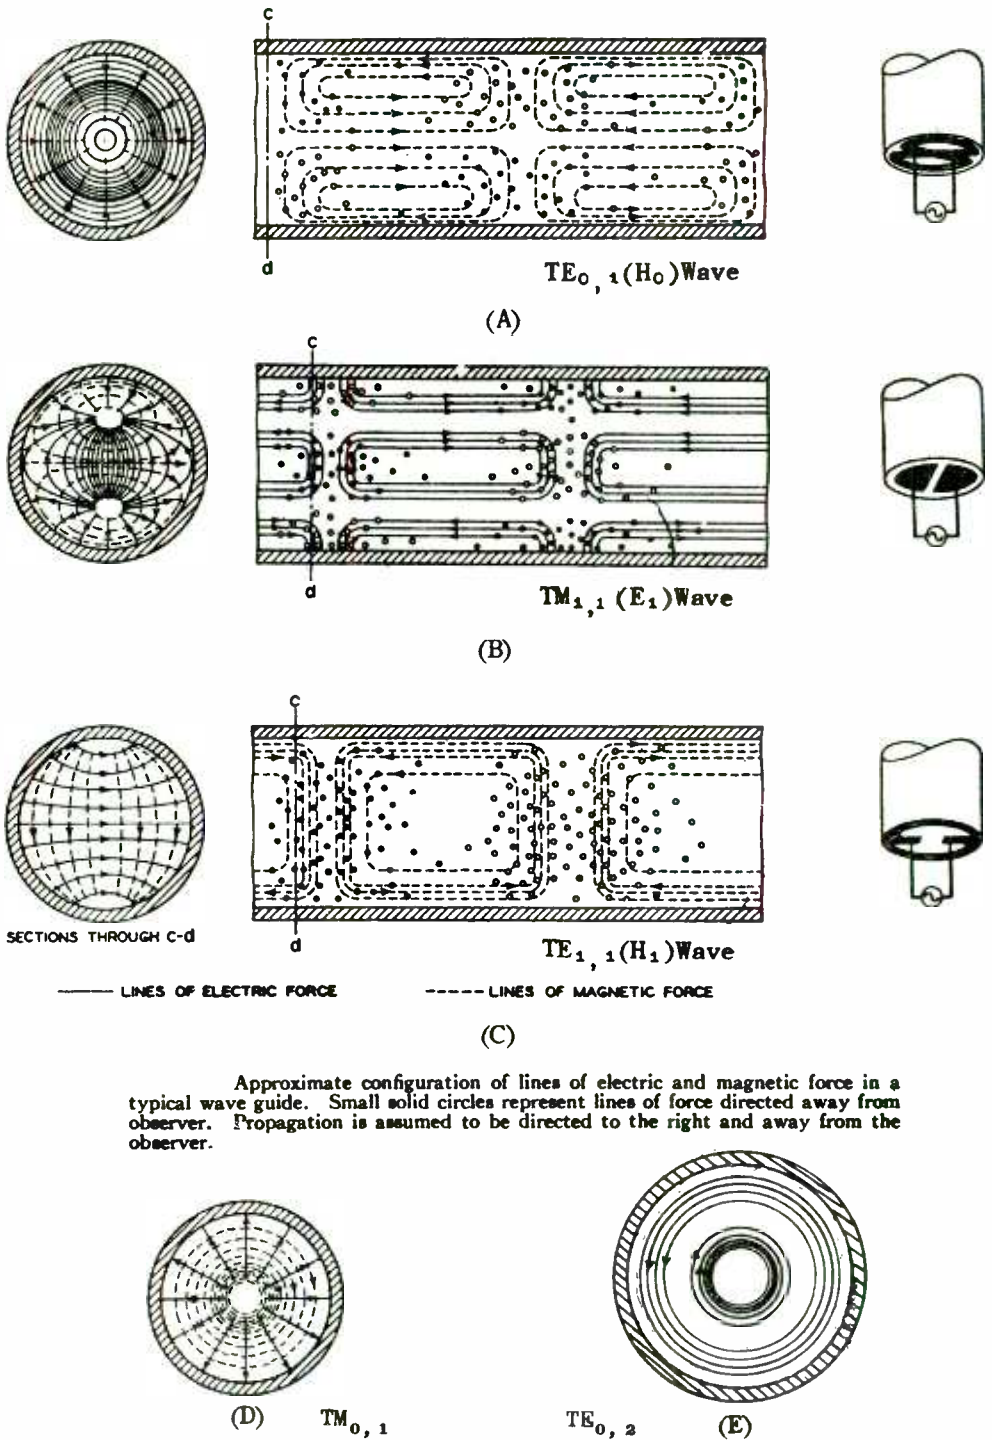 c
d
TE0, 1(H0)Wave
(A)
c
d
TM1,1 (E1)Wave
(B)
c
d
SECTIONS THROUGH C-d
TE1, 1(H1)Wave
LINES OF ELECTRIC FORCE
LINES OF MAGNETIC FORCE
(C)
Approximate configuration of lines of electric and magnetic force in a
typical wave guide. Small solid circles represent lines of force directed away from
observer. Propagation is assumed to be directed to the right and away from the
observer.
(D) TM0, 1
TE0, 2 (E)